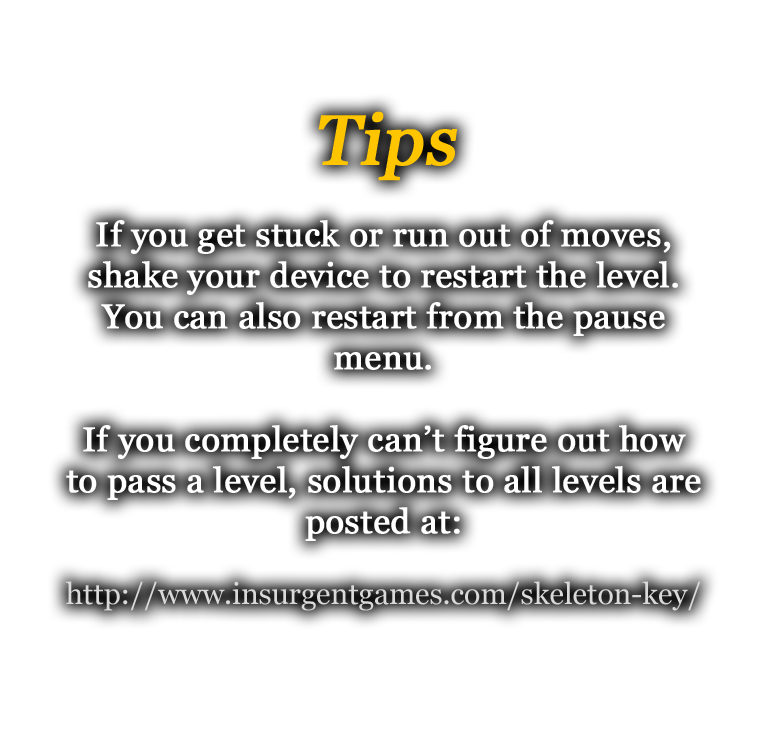 Tips
If you get stuck or run out of moves,
shake your device to restart the level.
You can also restart from the pause
menu.
If you completely can’t figure out how
to pass a level, solutions to all levels are
posted at:
http://www.insurgentgames.com/skeleton-key/